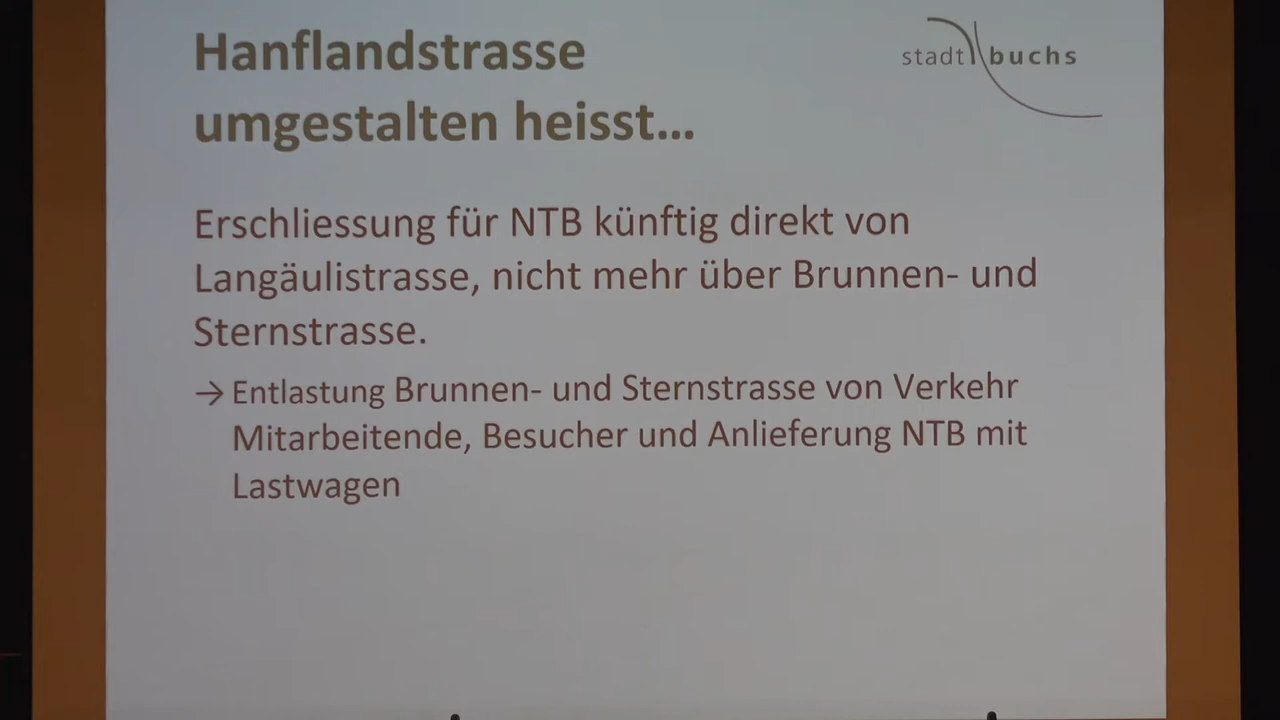 Hanflandstrasse
umgestalten heisst...
stadt buchs
Erschliessung für NTB künftig direkt von
Langäulistrasse, nicht mehr über Brunnen- und
Sternstrasse.
→ Entlastung Brunnen- und Sternstrasse von Verkehr
Mitarbeitende, Besucher und Anlieferung NTB mit
Lastwagen